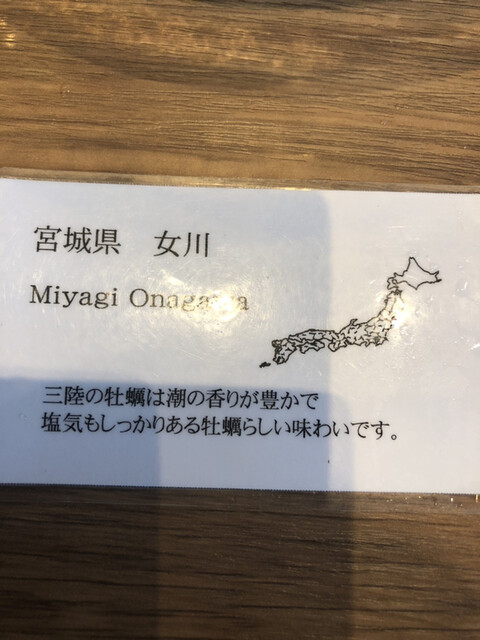 宮城県　女川
Miyagi Onagawa
三陸の牡蠣は潮の香りが豊かで
塩気もしっかりある牡蠣らしい味わいです。